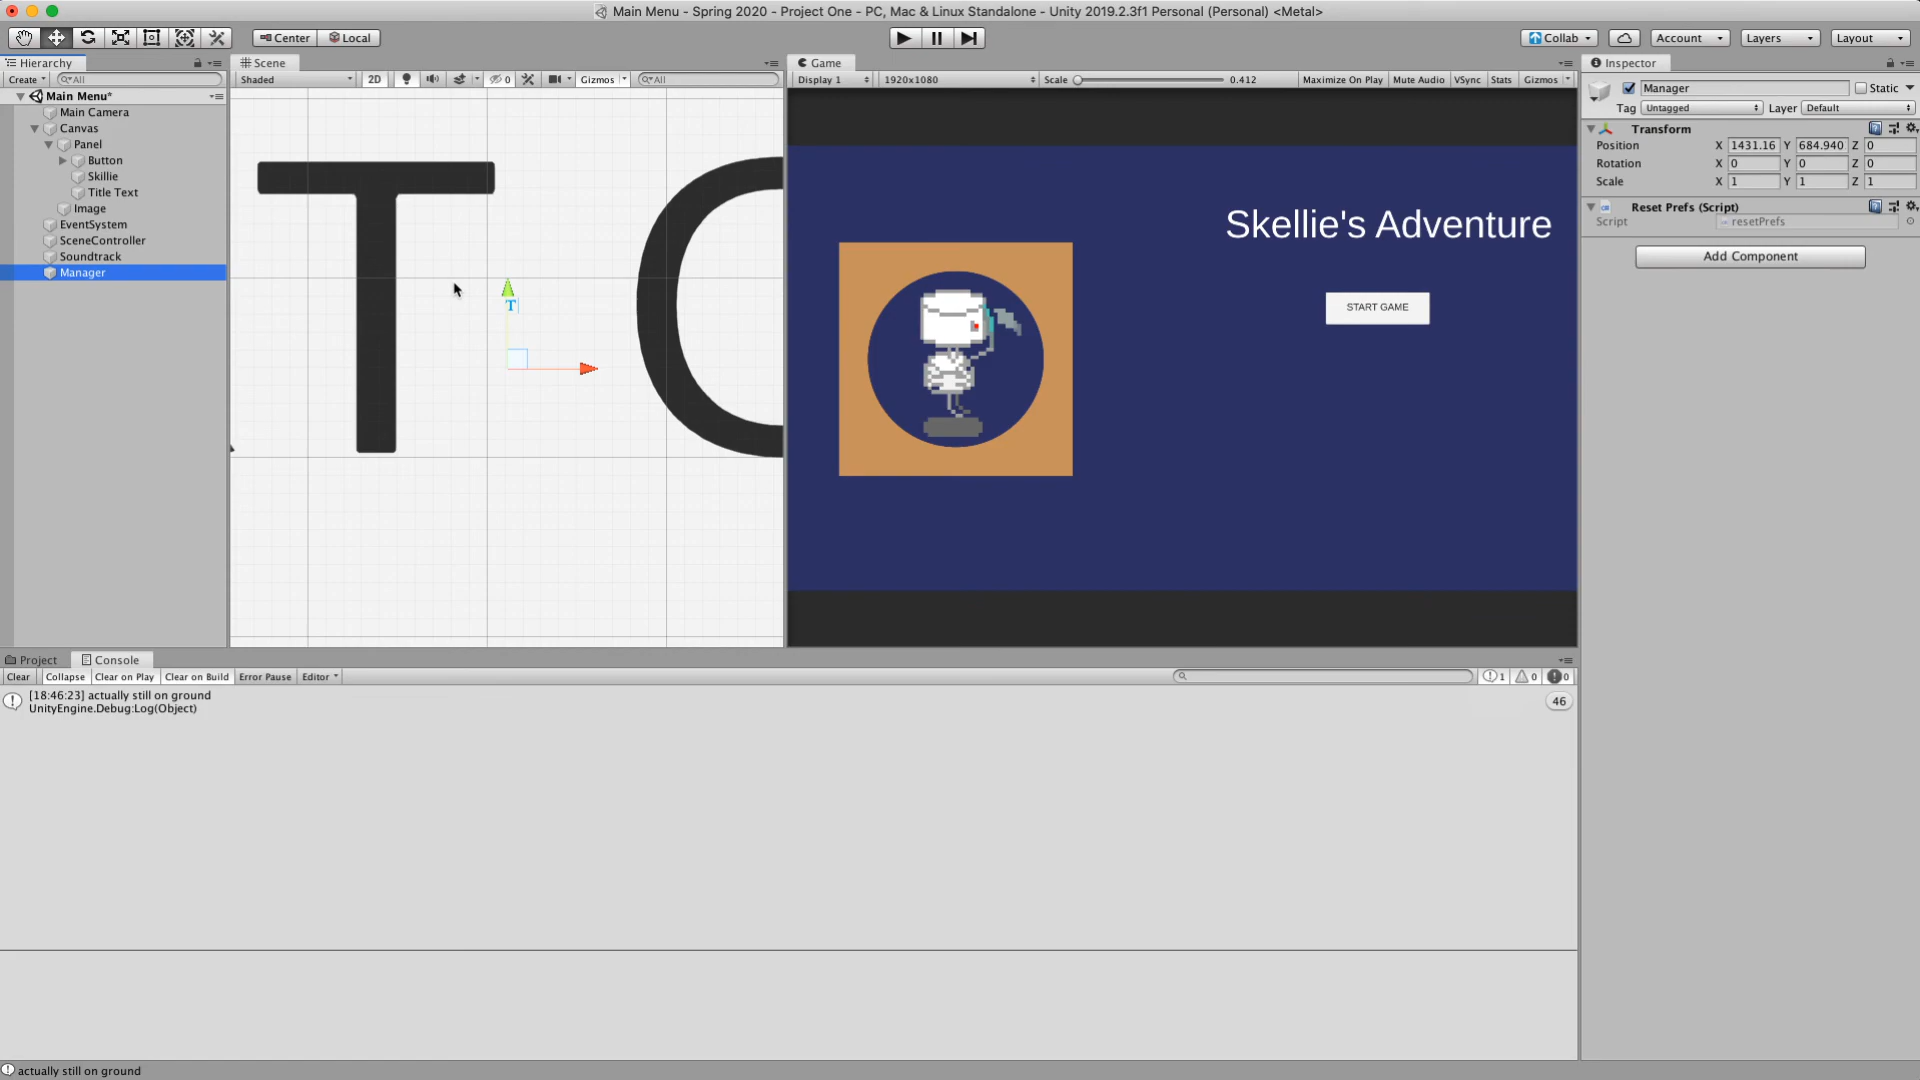 Main Menu - Spring 2020 - Project One - PC, Mac & Linux Standalone - Unity 2019.2.3f1 Personal (Personal) <Metal>
Center Local
Collab Account Layers Layout
Hierarchy
Create All
Main Menu*
Main Camera
Canvas
Panel
Button
Skillie
Title Text
Image
EventSystem
SceneController
Soundtrack
Manager
Scene
Shaded 2D 0 Gizmos All
T
T
Game
Display 1 1920x1080 Scale 0.412 Maximize On Play Mute Audio VSync Stats Gizmos
Skellie's Adventure
START GAME
Inspector
Manager Static
Tag Untagged Layer Default
Transform
Position X 1431.16 Y 684.940 Z 0
Rotation X 0 Y 0 Z 0
Scale X 1 Y 1 Z 1
Reset Prefs (Script)
Script resetPrefs
Add Component
Project Console
Clear Collapse Clear on Play Clear on Build Error Pause Editor 1 0 0
[18:46:23] actually still on ground
UnityEngine.Debug:Log(Object)
46
actually still on ground